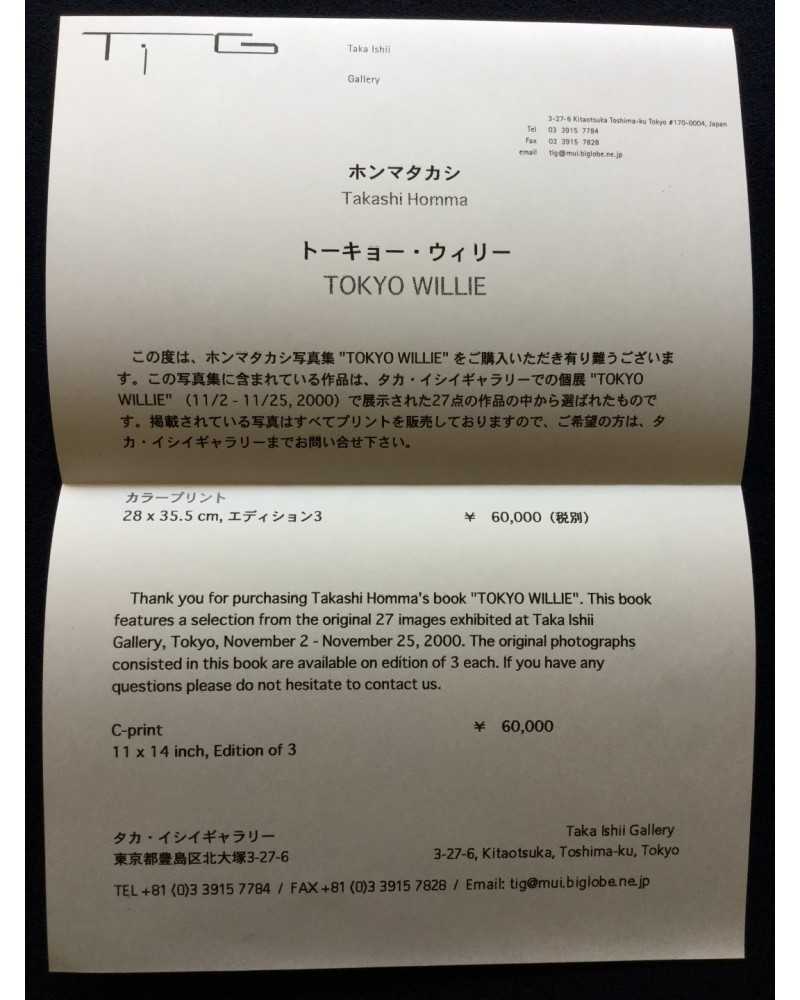 TiG
Taka Ishii
Gallery
3-27-6 Kitaotsuka Toshima-ku Tokyo #170-0004, Japan
Tel 03 3915 7784
Fax 03 3915 7828
email tig@mui.biglobe.ne.jp
ホンマタカシ
Takashi Homma
トーキョー・ウィリー
TOKYO WILLIE
この度は、ホンマタカシ写真集 "TOKYO WILLIE" をご購入いただき有り難うございま
す。この写真集に含まれている作品は、タカ・イシイギャラリーでの個展 "TOKYO
WILLIE" （11/2 - 11/25, 2000）で展示された27点の作品の中から選ばれたもので
す。掲載されている写真はすべてプリントを販売しておりますので、ご希望の方は、タ
カ・イシイギャラリーまでお問い合せ下さい。
カラープリント
28 x 35.5 cm, エディション3 ¥ 60,000（税別）
Thank you for purchasing Takashi Homma's book "TOKYO WILLIE". This book
features a selection from the original 27 images exhibited at Taka Ishii
Gallery, Tokyo, November 2 - November 25, 2000. The original photographs
consisted in this book are available on edition of 3 each. If you have any
questions please do not hesitate to contact us.
C-print ¥ 60,000
11 x 14 inch, Edition of 3
タカ・イシイギャラリー Taka Ishii Gallery
東京都豊島区北大塚3-27-6 3-27-6, Kitaotsuka, Toshima-ku, Tokyo
TEL +81 (0)3 3915 7784 / FAX +81 (0)3 3915 7828 / Email: tig@mui.biglobe.ne.jp